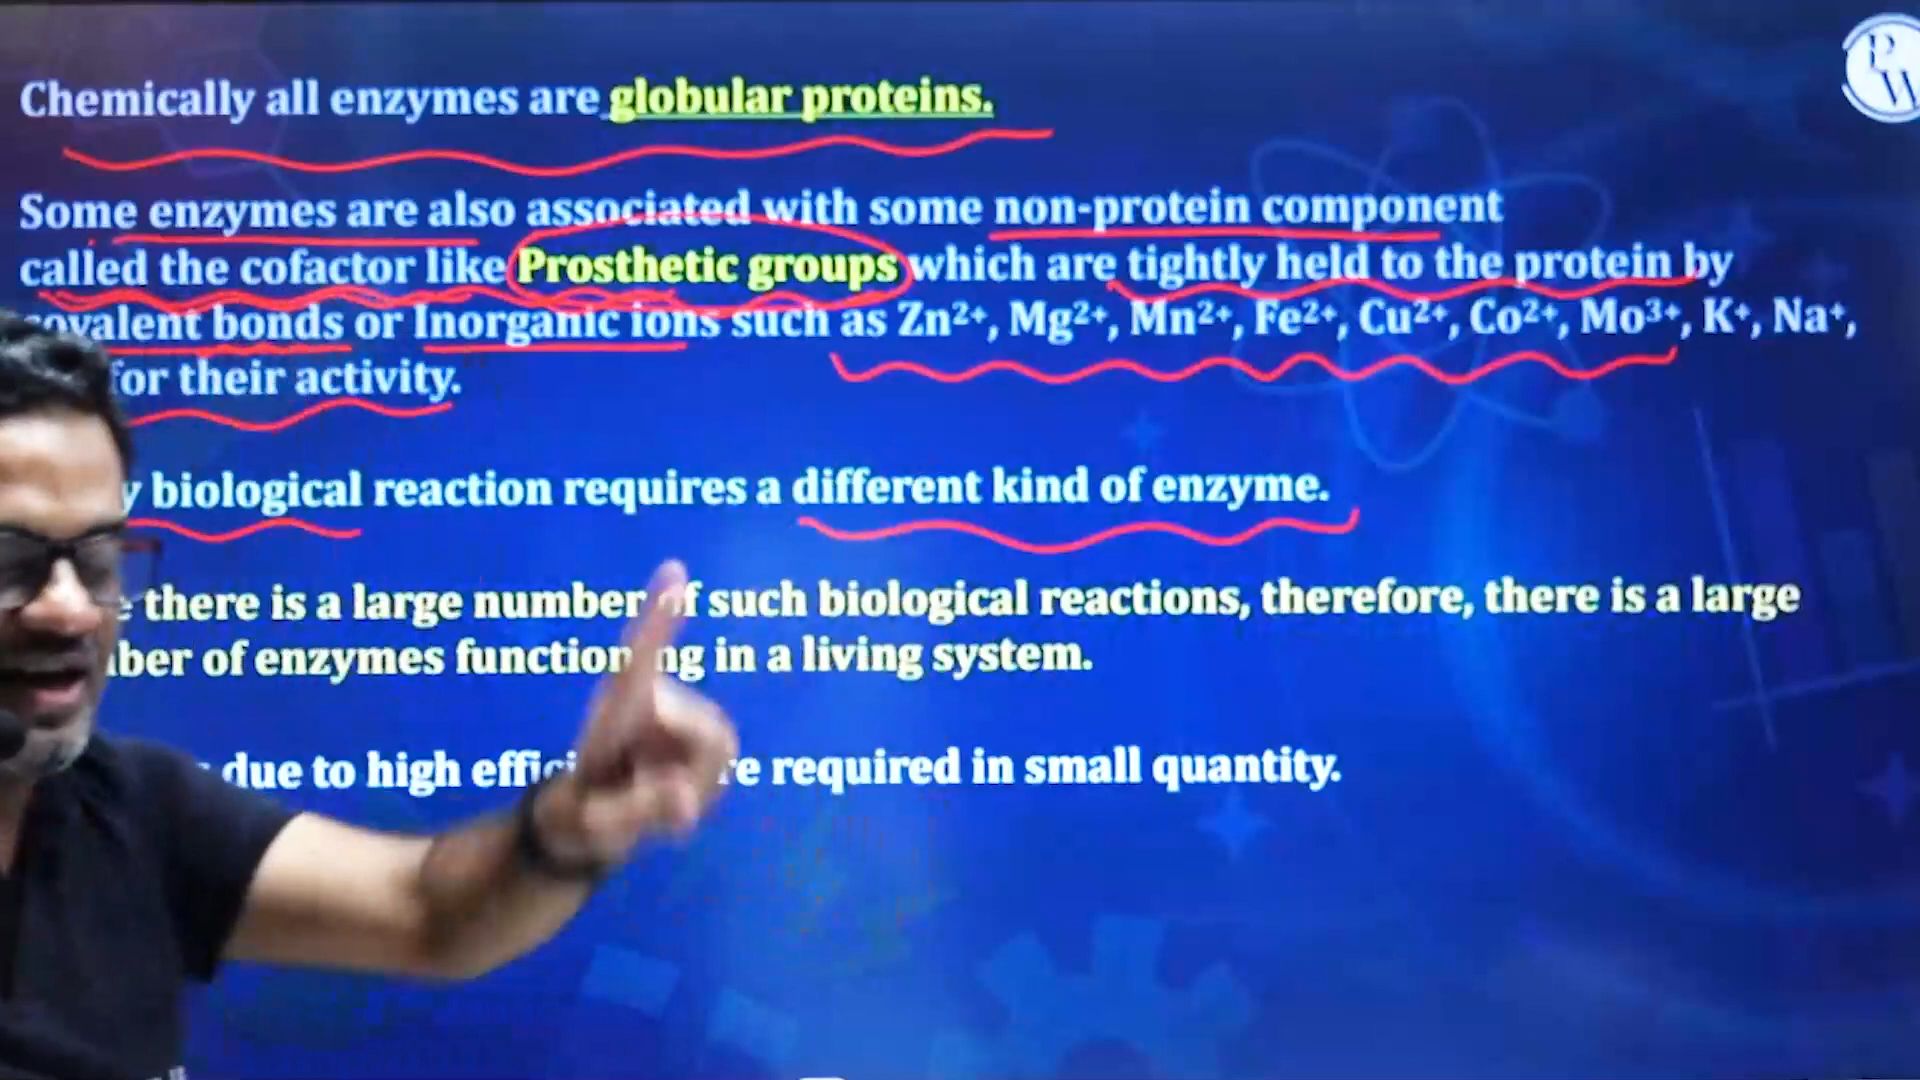 PW
Chemically all enzymes are globular proteins.
Some enzymes are also associated with some non-protein component
called the cofactor like Prosthetic groups which are tightly held to the protein by
covalent bonds or Inorganic ions such as Zn²⁺, Mg²⁺, Mn²⁺, Fe²⁺, Cu²⁺, Co²⁺, Mo³⁺, K⁺, Na⁺,
for their activity.
biological reaction requires a different kind of enzyme.
there is a large number of such biological reactions, therefore, there is a large
of enzymes functioning in a living system.
due to high required in small quantity.